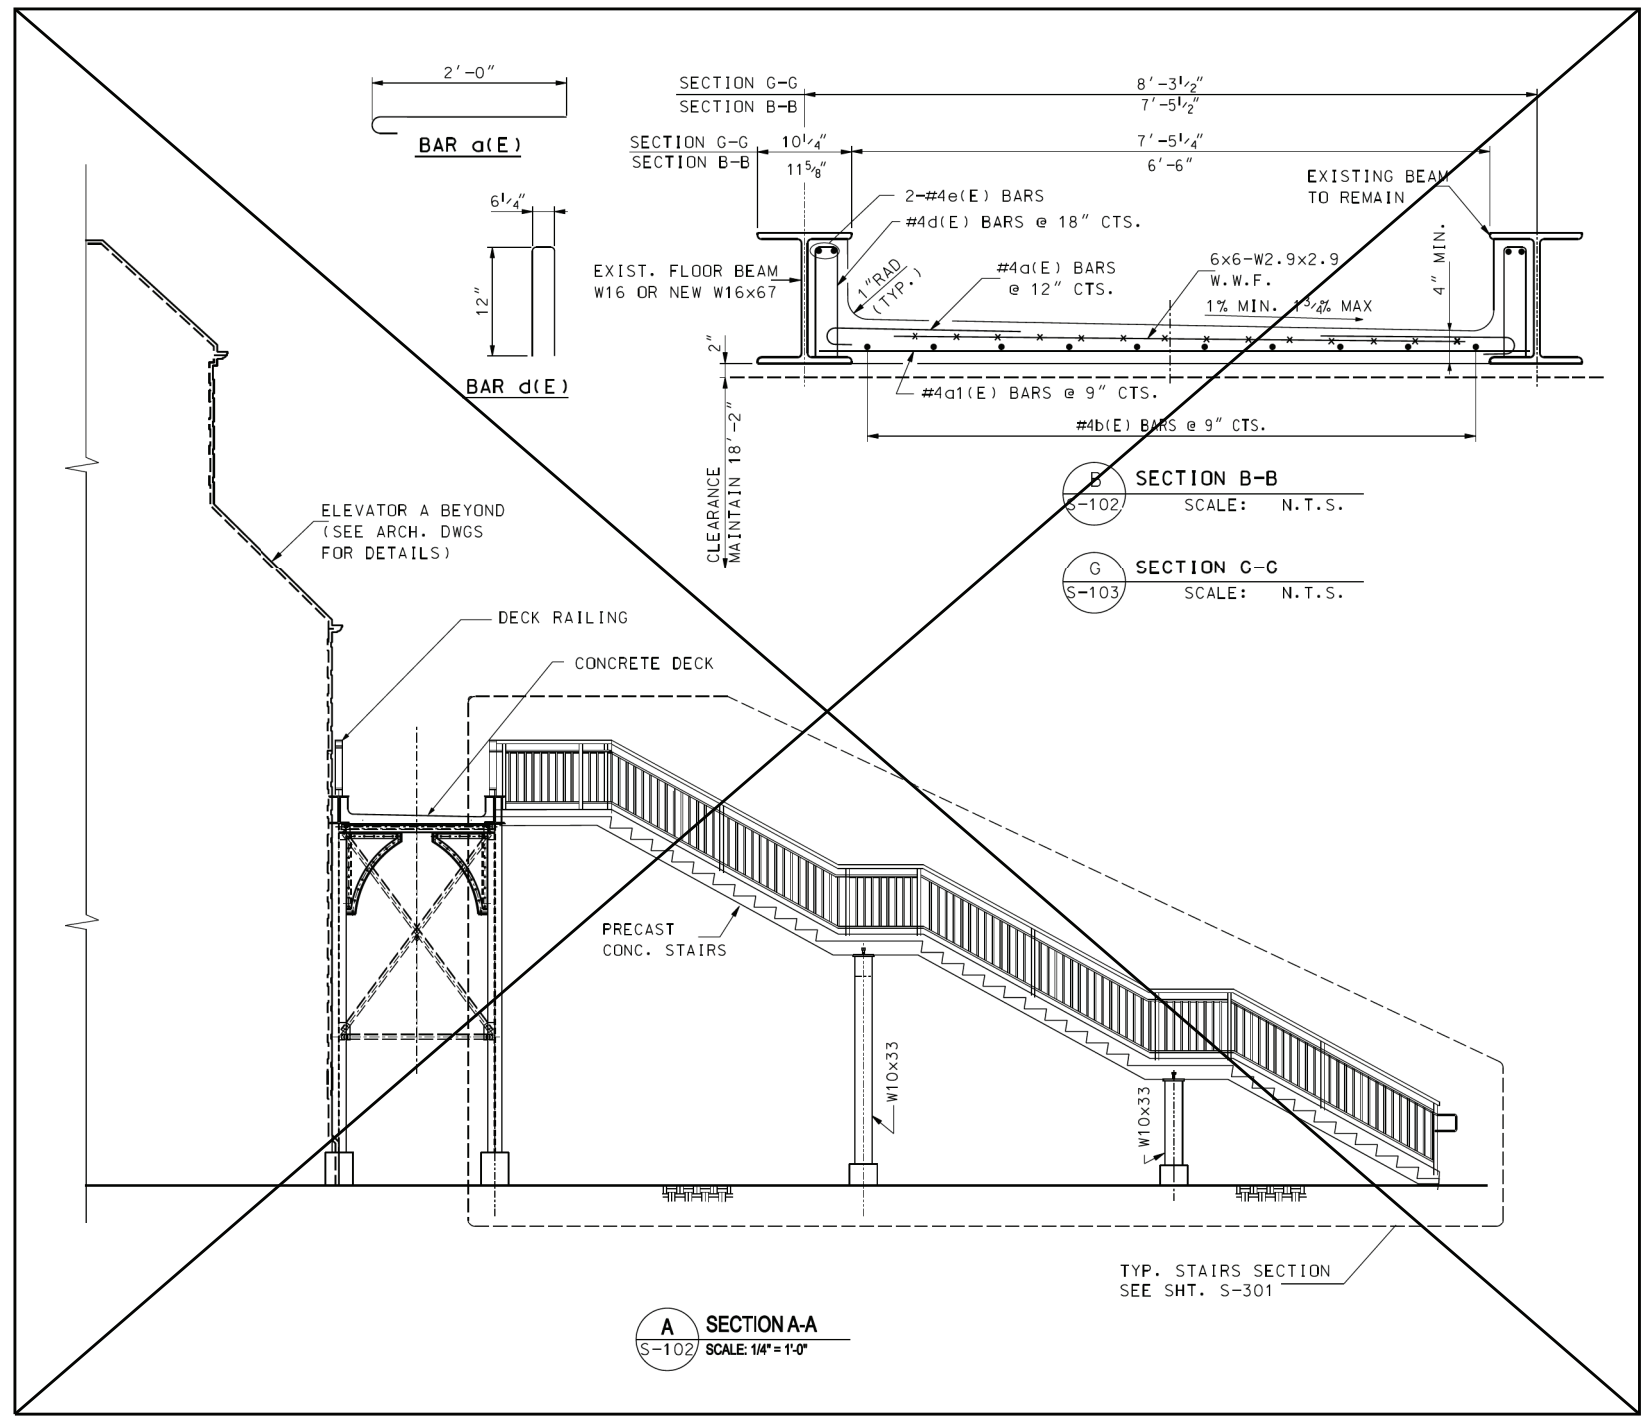 2'-0"
BAR a(E)
6 1/4"
12"
BAR d(E)
SECTION G-G
SECTION B-B
8'-3 1/2"
7'-5 1/2"
SECTION G-G
SECTION B-B
10 1/4"
11 5/8"
7'-5 1/4"
6'-6"
EXISTING BEAM
TO REMAIN
2-#4e(E) BARS
#4d(E) BARS @ 18" CTS.
EXIST. FLOOR BEAM
W16 OR NEW W16x67
1"RAD
(TYP.)
#4a(E) BARS
@ 12" CTS.
6x6-W2.9x2.9
W.W.F.
1% MIN. 1 3/4% MAX
4" MIN.
2"
#4a1(E) BARS @ 9" CTS.
#4b(E) BARS @ 9" CTS.
CLEARANCE
MAINTAIN 18'-2"
B
S-102
SECTION B-B
SCALE: N.T.S.
G
S-103
SECTION G-G
SCALE: N.T.S.
ELEVATOR A BEYOND
(SEE ARCH. DWGS
FOR DETAILS)
DECK RAILING
CONCRETE DECK
PRECAST
CONC. STAIRS
W10x33
W10x33
TYP. STAIRS SECTION
SEE SHT. S-301
A
S-102
SECTION A-A
SCALE: 1/4" = 1'-0"